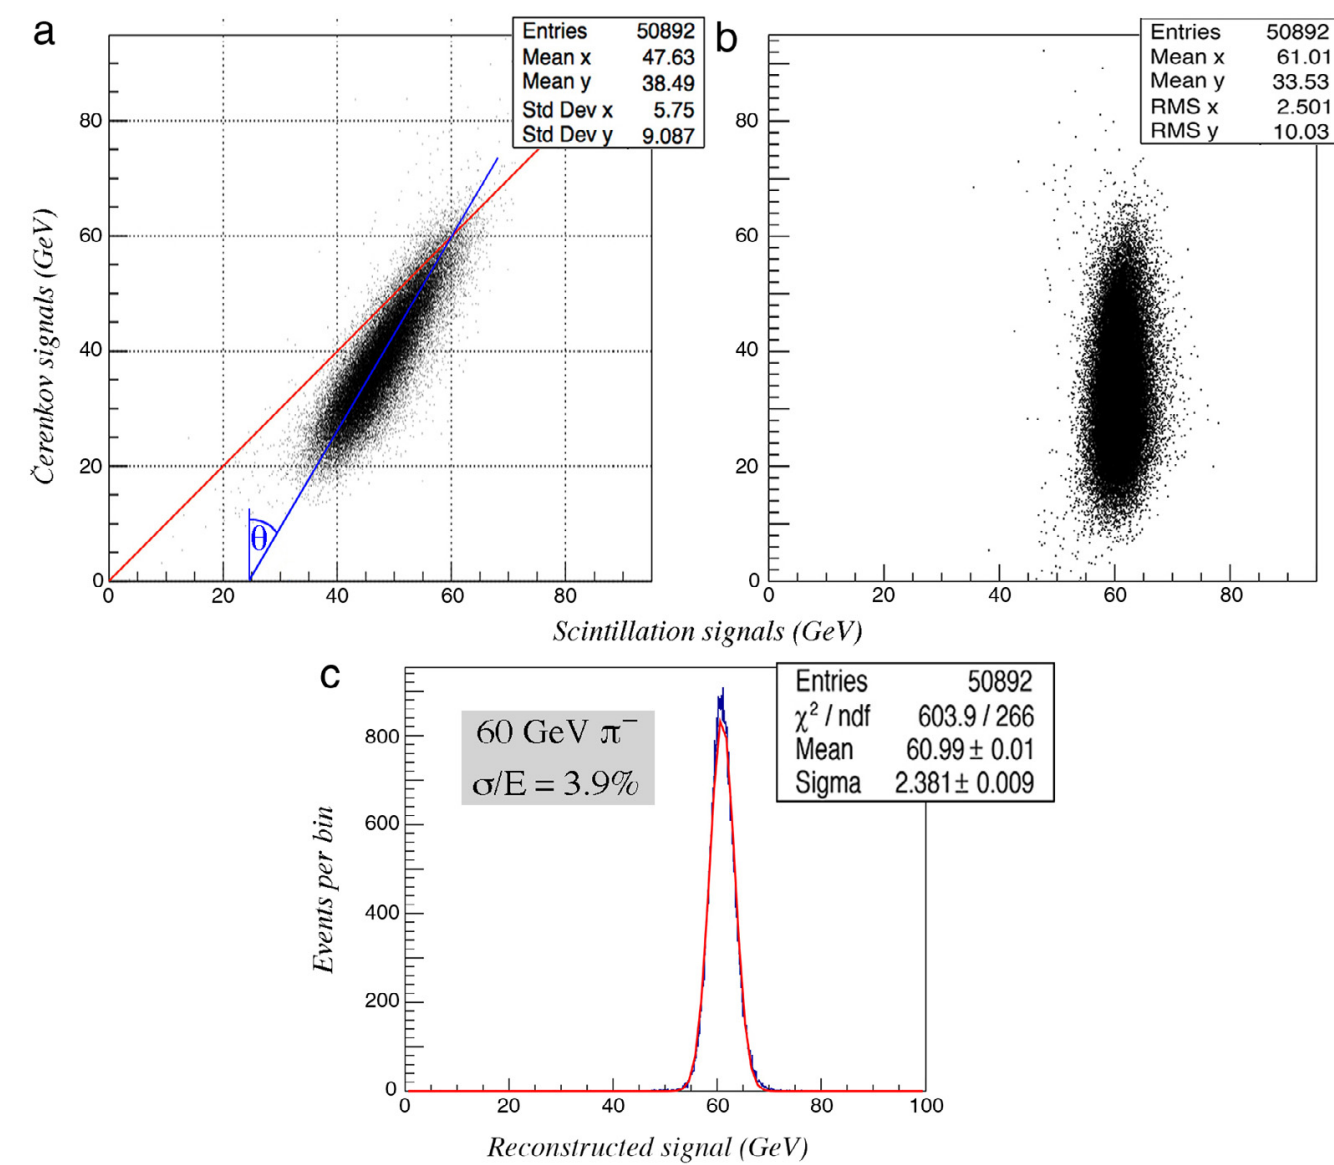 a
Entries 50892
Mean x 47.63
Mean y 38.49
Std Dev x 5.75
Std Dev y 9.087
Čerenkov signals (GeV)
80
60
40
20
0
θ
0 20 40 60 80
b
Entries 50892
Mean x 61.01
Mean y 33.53
RMS x 2.501
RMS y 10.03
80
60
40
20
0
0 20 40 60 80
Scintillation signals (GeV)
c
60 GeV π⁻
σ/E = 3.9%
Entries 50892
χ² / ndf 603.9 / 266
Mean 60.99 ± 0.01
Sigma 2.381± 0.009
Events per bin
800
600
400
200
0
0 20 40 60 80 100
Reconstructed signal (GeV)